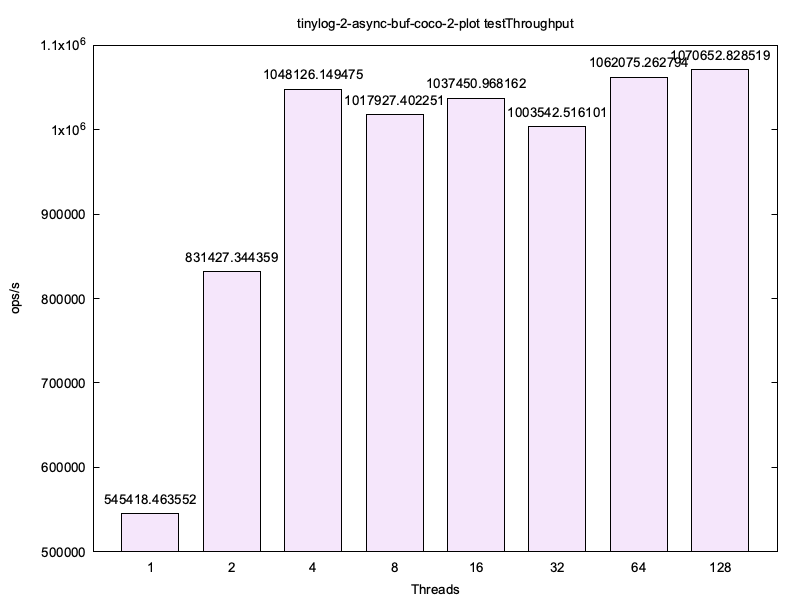 tinylog-2-async-buf-coco-2-plot testThroughput
1.1x10^6
1x10^6
900000
800000
700000
600000
500000
ops/s
545418.463552
831427.344359
1048126.149475
1017927.402251
1037450.968162
1003542.516101
1062075.262794
1070652.828519
1 2 4 8 16 32 64 128
Threads